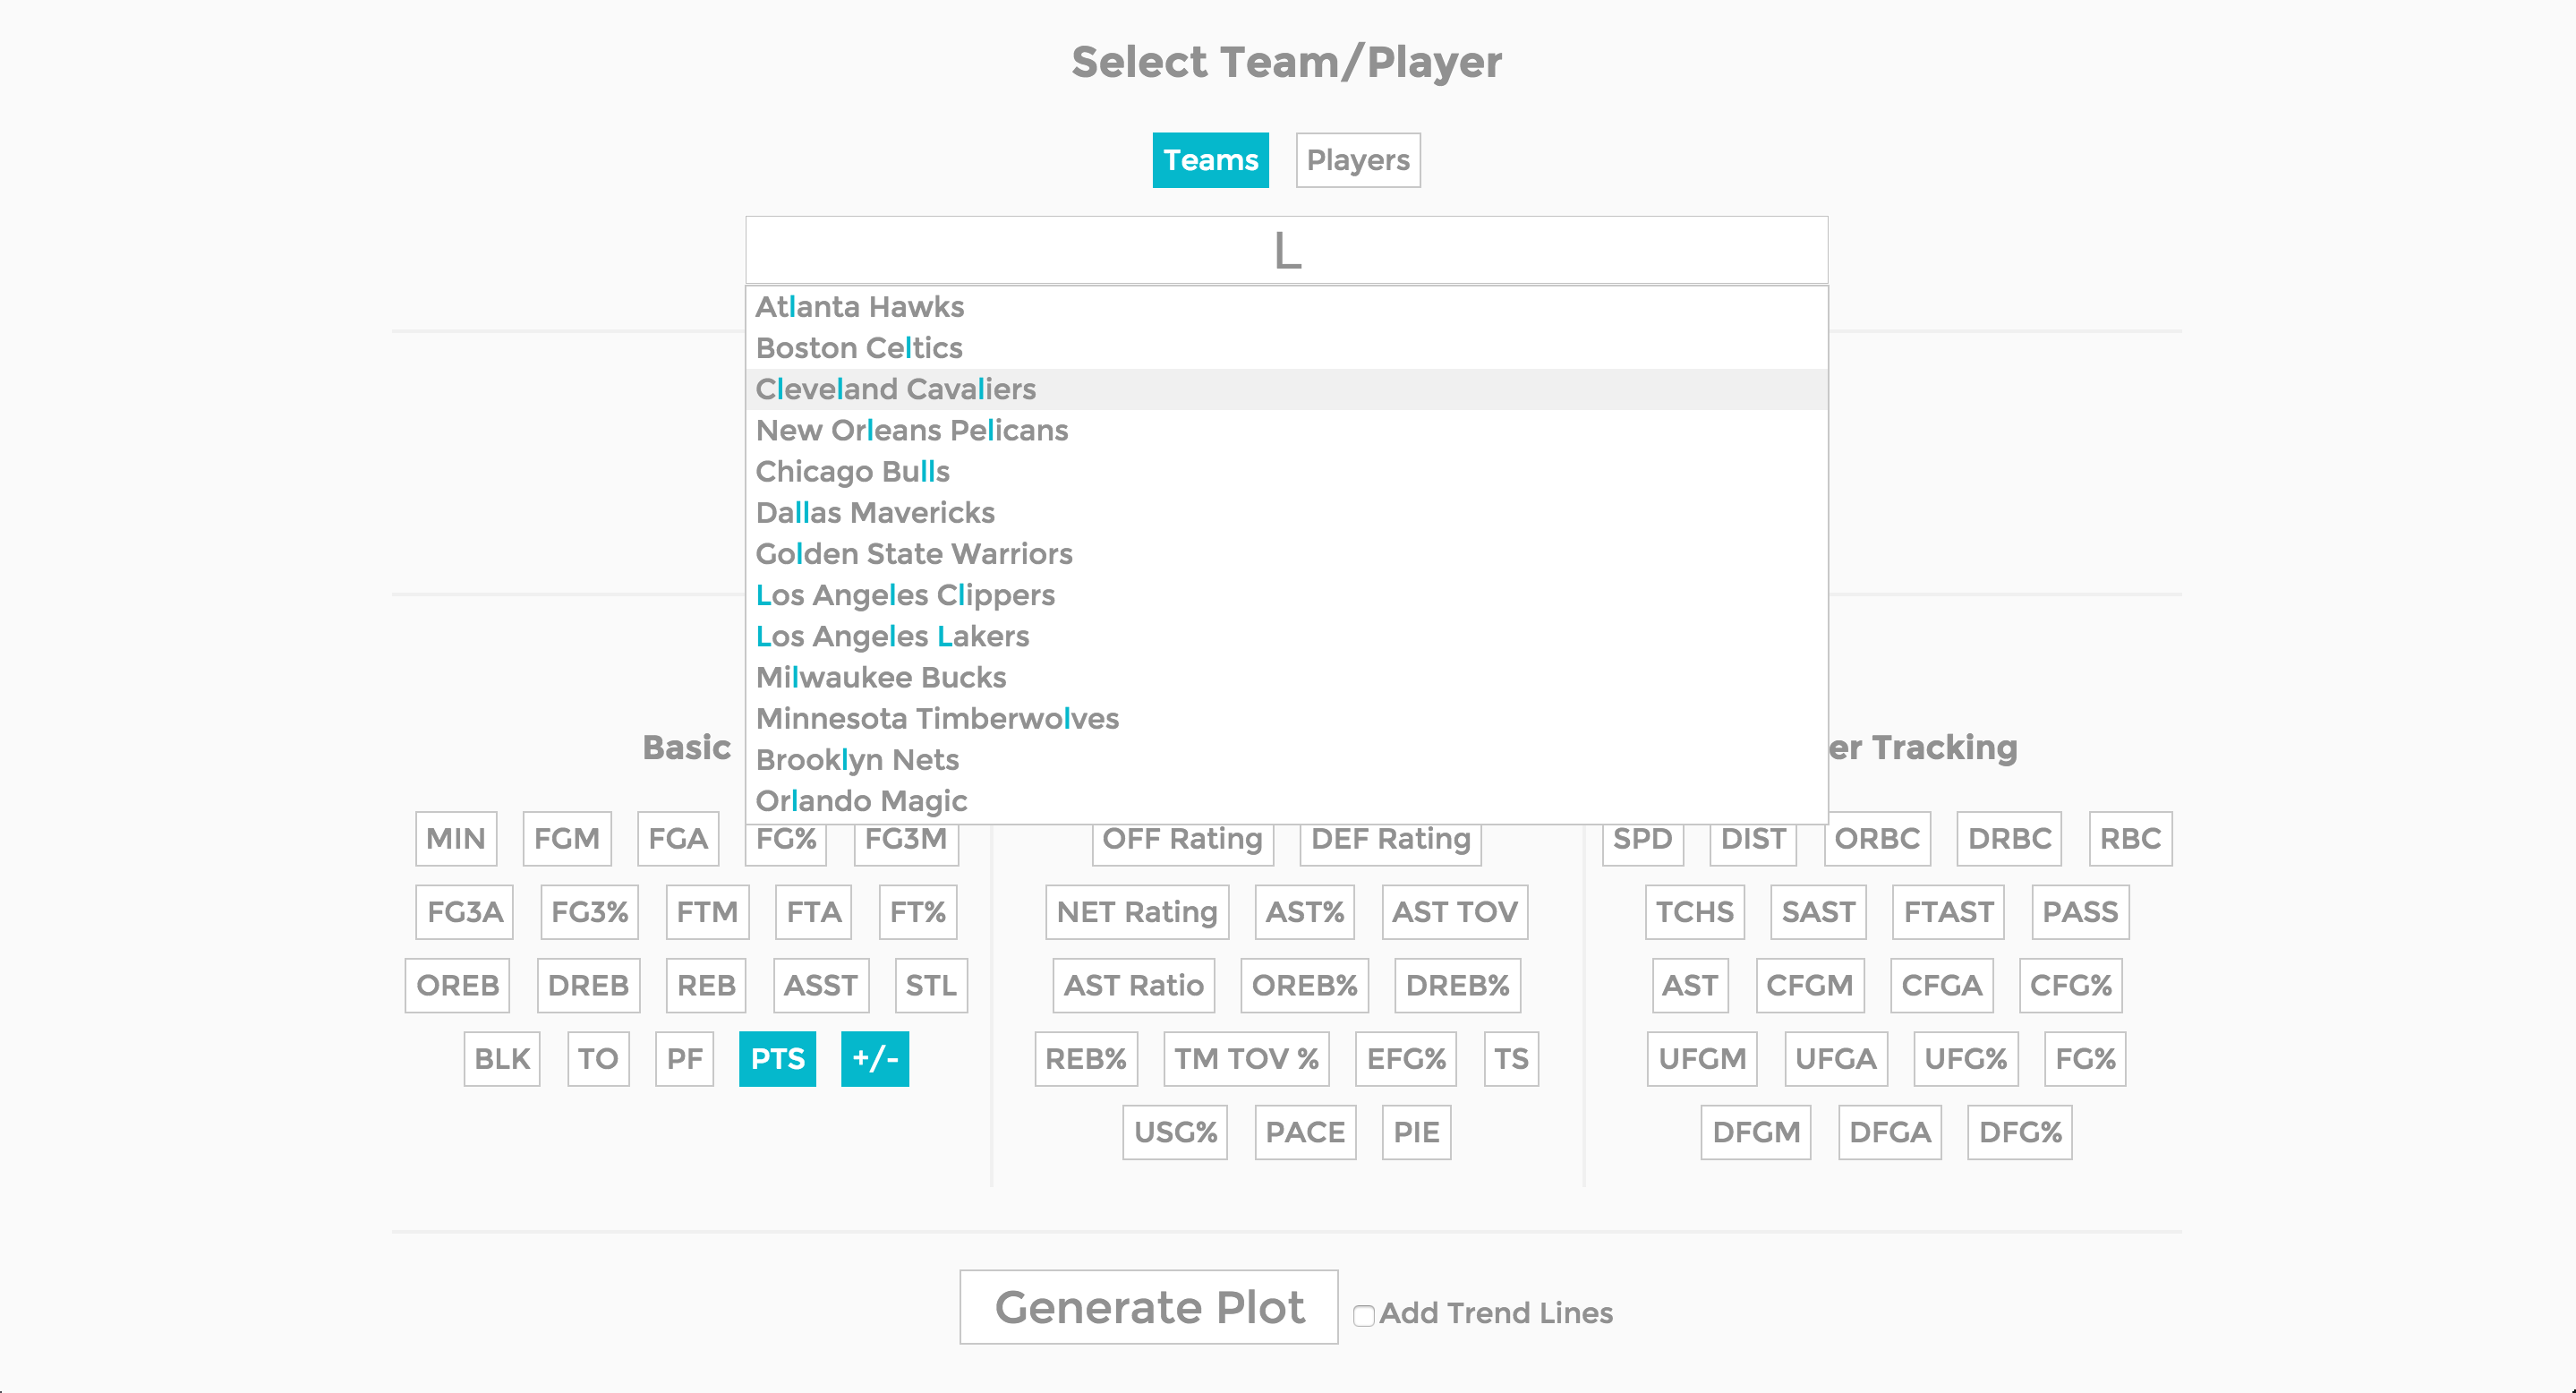 Select Team/Player
Teams Players
L
Atlanta Hawks
Boston Celtics
Cleveland Cavaliers
New Orleans Pelicans
Chicago Bulls
Dallas Mavericks
Golden State Warriors
Los Angeles Clippers
Los Angeles Lakers
Milwaukee Bucks
Minnesota Timberwolves
Brooklyn Nets
Orlando Magic
Basic
er Tracking
MIN FGM FGA FG% FG3M
FG3A FG3% FTM FTA FT%
OREB DREB REB ASST STL
BLK TO PF PTS +/-
OFF Rating DEF Rating
NET Rating AST% AST TOV
AST Ratio OREB% DREB%
REB% TM TOV % EFG% TS
USG% PACE PIE
SPD DIST ORBC DRBC RBC
TCHS SAST FTAST PASS
AST CFGM CFGA CFG%
UFGM UFGA UFG% FG%
DFGM DFGA DFG%
Generate Plot Add Trend Lines